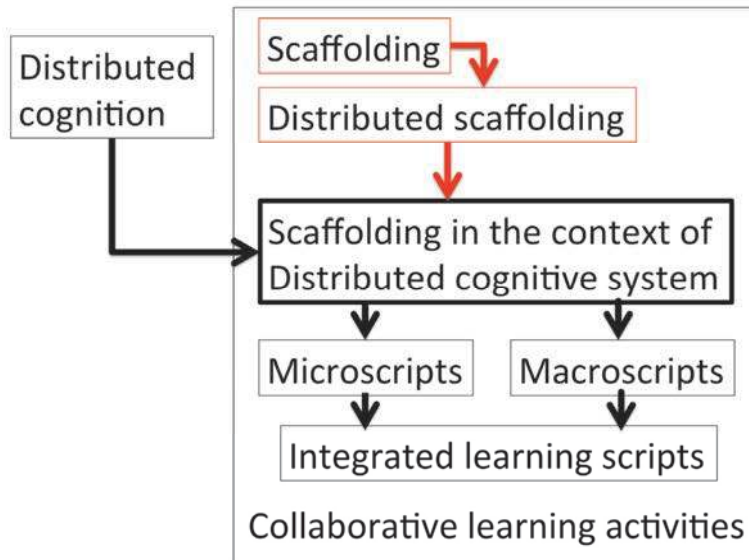 Distributed
cognition
Scaffolding
Distributed scaffolding
Scaffolding in the context of
Distributed cognitive system
Microscripts
Macroscripts
Integrated learning scripts
Collaborative learning activities